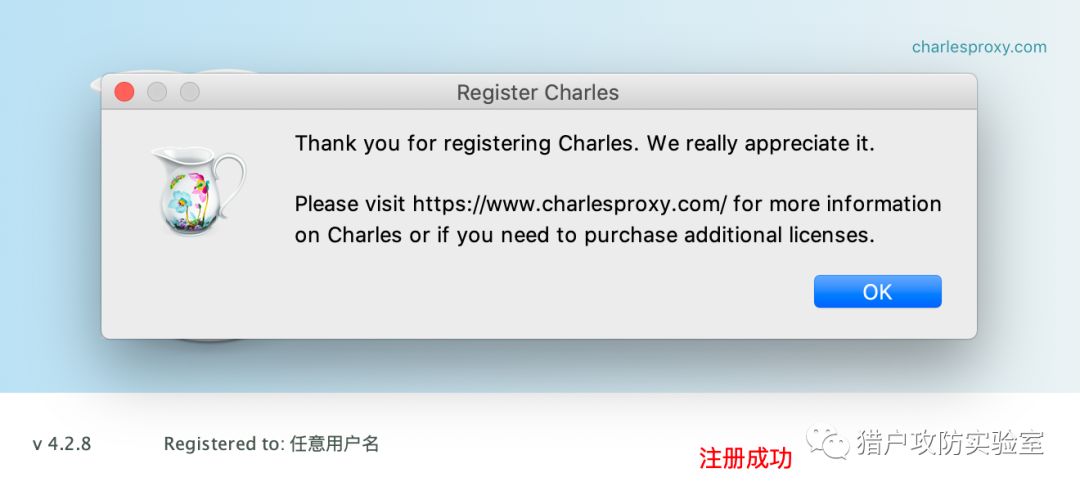 charlesproxy.com
Register Charles
Thank you for registering Charles. We really appreciate it.
Please visit https://www.charlesproxy.com/ for more information
on Charles or if you need to purchase additional licenses.
OK
v 4.2.8 Registered to: 任意用户名
注册成功
猎户攻防实验室